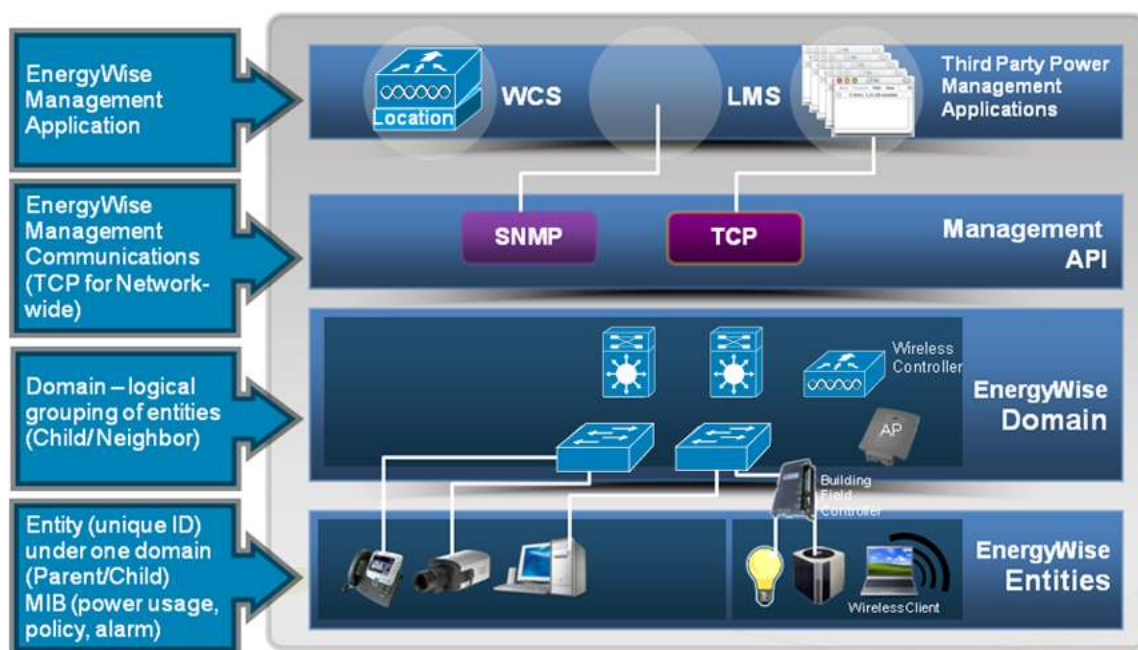 EnergyWise
Management
Application
Location
WCS
LMS
Third Party Power
Management
Applications
EnergyWise
Management
Communications
(TCP for Network-
wide)
SNMP
TCP
Management
API
Domain – logical
grouping of entities
(Child/Neighbor)
Wireless
Controller
AP
EnergyWise
Domain
Building
Field
Controller
Entity (unique ID)
under one domain
(Parent/Child)
MIB (power usage,
policy, alarm)
WirelessClient
EnergyWise
Entities